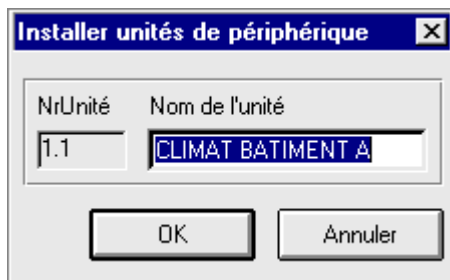 Installer unités de périphérique
NrUnité Nom de l'unité
1.1 CLIMAT BATIMENT A
OK Annuler